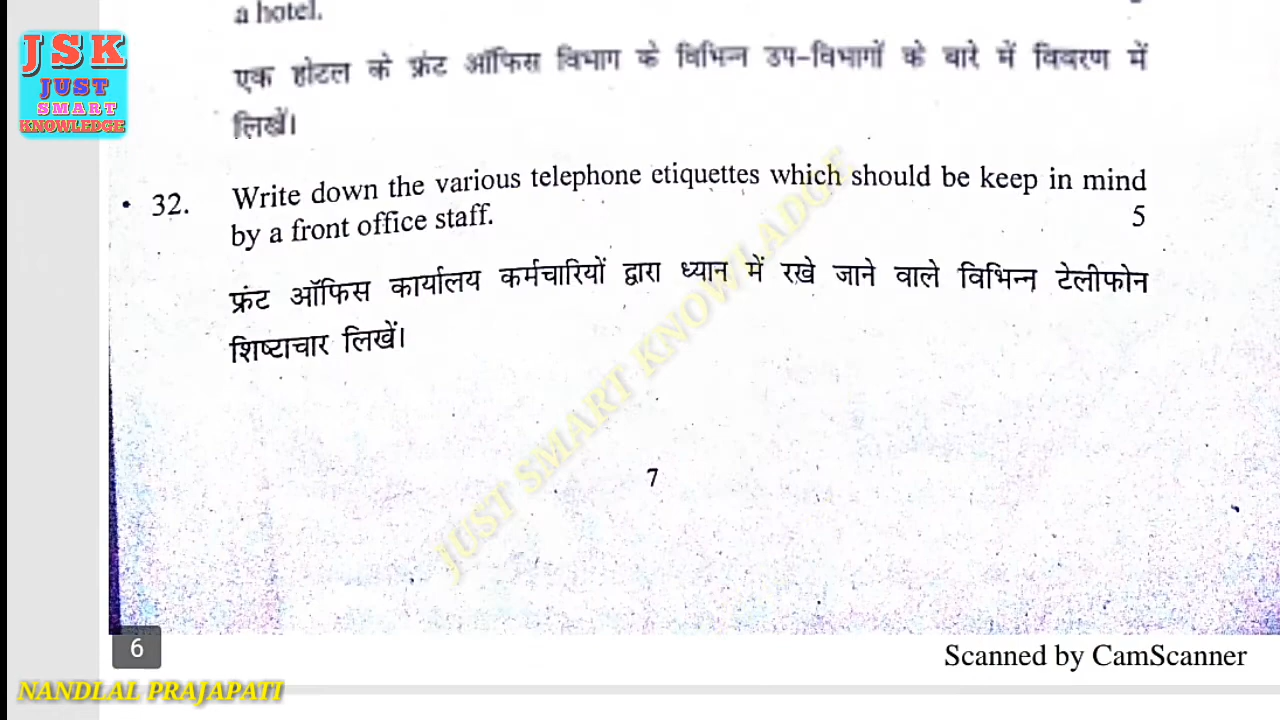 a hotel.
JSK
JUST
SMART
KNOWLEDGE
एक होटल के फ्रंट ऑफिस विभाग के विभिन्न उप-विभागों के बारे में विवरण में
लिखें।
32. Write down the various telephone etiquettes which should be keep in mind
by a front office staff. 5
फ्रंट ऑफिस कार्यालय कर्मचारियों द्वारा ध्यान में रखे जाने वाले विभिन्न टेलीफोन
शिष्टाचार लिखें।
JUST SMART KNOWLADGE
7
6
Scanned by CamScanner
NANDLAL PRAJAPATI